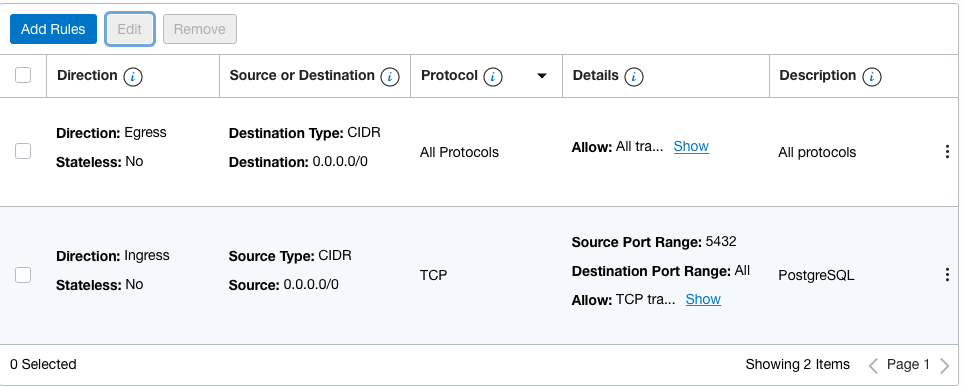 Add Rules Edit Remove
Direction i Source or Destination i Protocol i Details i Description i
Direction: Egress
Stateless: No
Destination Type: CIDR
Destination: 0.0.0.0/0
All Protocols
Allow: All tra... Show
All protocols
Direction: Ingress
Stateless: No
Source Type: CIDR
Source: 0.0.0.0/0
TCP
Source Port Range: 5432
Destination Port Range: All
Allow: TCP tra... Show
PostgreSQL
0 Selected Showing 2 Items Page 1